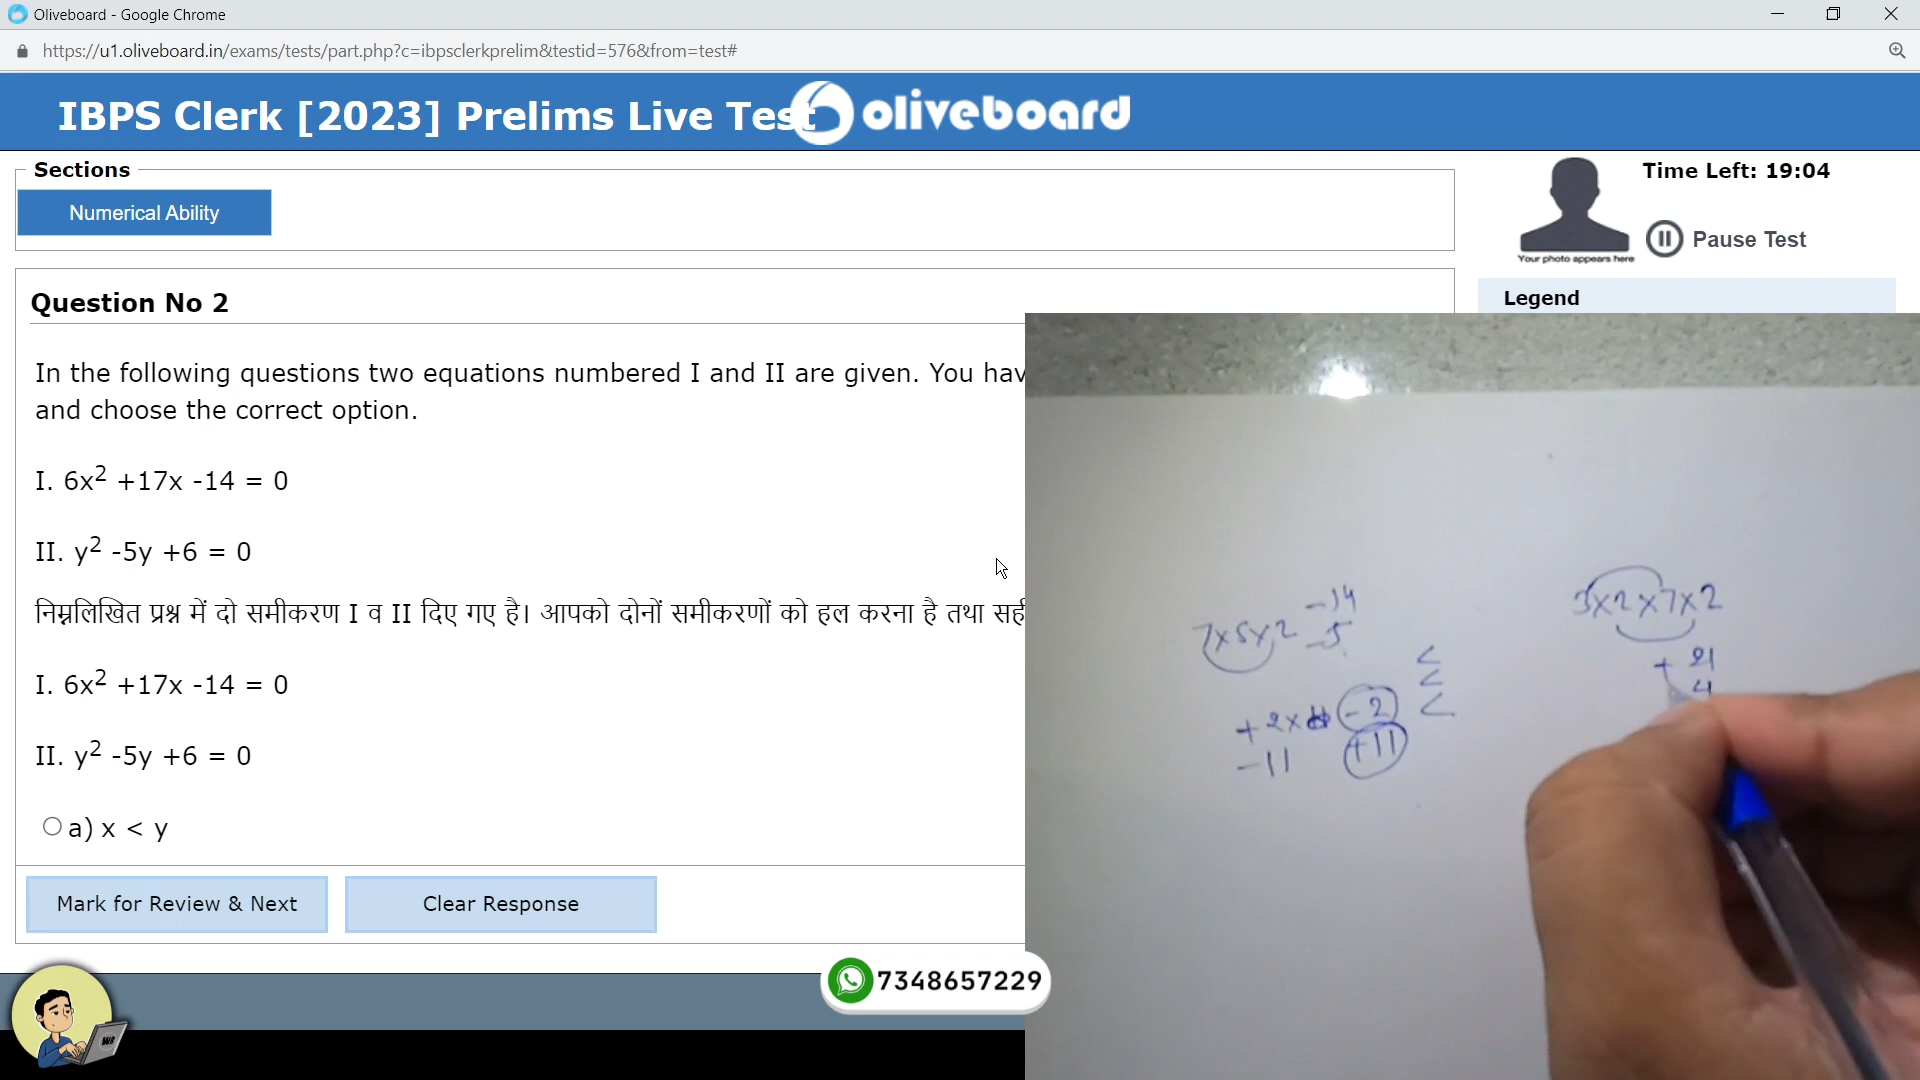 Oliveboard - Google Chrome
https://u1.oliveboard.in/exams/tests/part.php?c=ibpsclerkprelim&testid=576&from=test#
IBPS Clerk [2023] Prelims Live Test
oliveboard
Sections
Numerical Ability
Time Left: 19:04
Your photo appears here
Pause Test
Legend
Question No 2
In the following questions two equations numbered I and II are given. You hav
and choose the correct option.
I. 6x² +17x -14 = 0
II. y² -5y +6 = 0
निम्नलिखित प्रश्न में दो समीकरण I व II दिए गए है। आपको दोनों समीकरणों को हल करना है तथा सही
I. 6x² +17x -14 = 0
II. y² -5y +6 = 0
a) x < y
Mark for Review & Next
Clear Response
7348657229
WR
7x5x2 -14
-5
+2x -2
-11 +11
<
<
<
3x2x7x2
+ 21
4